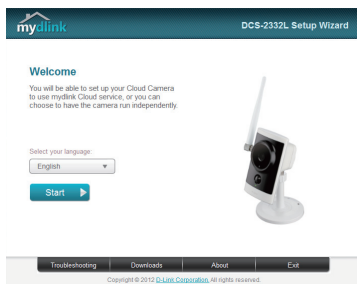 mydlink
DCS-2332L Setup Wizard
Welcome
You will be able to set up your Cloud Camera
to use mydlink Cloud service, or you can
choose to have the camera run independently.
Select your language:
English
Start
Troubleshooting
Downloads
About
Exit
Copyright © 2012 D-Link Corporation. All rights reserved.